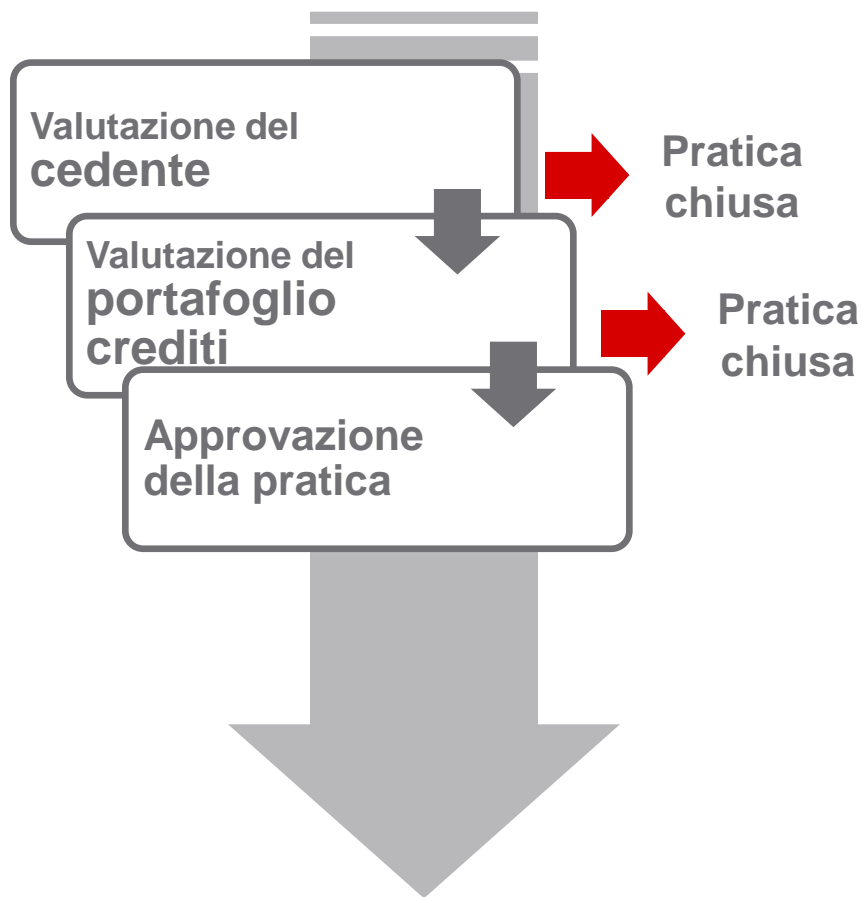 Valutazione del
cedente
Pratica
chiusa
Valutazione del
portafoglio
crediti
Pratica
chiusa
Approvazione
della pratica